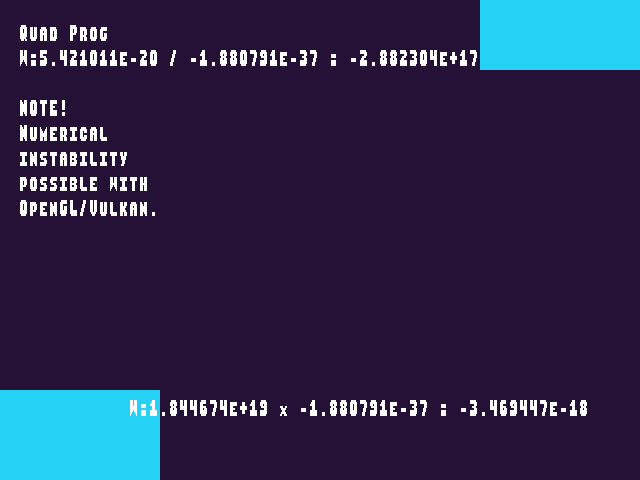 Quad Prog
W:5.421011e-20 / -1.880791e-37 : -2.882304e+17
NOTE!
Numerical
instability
possible with
OpenGL/Vulkan.
W:1.844674e+19 x -1.880791e-37 : -3.469447e-18